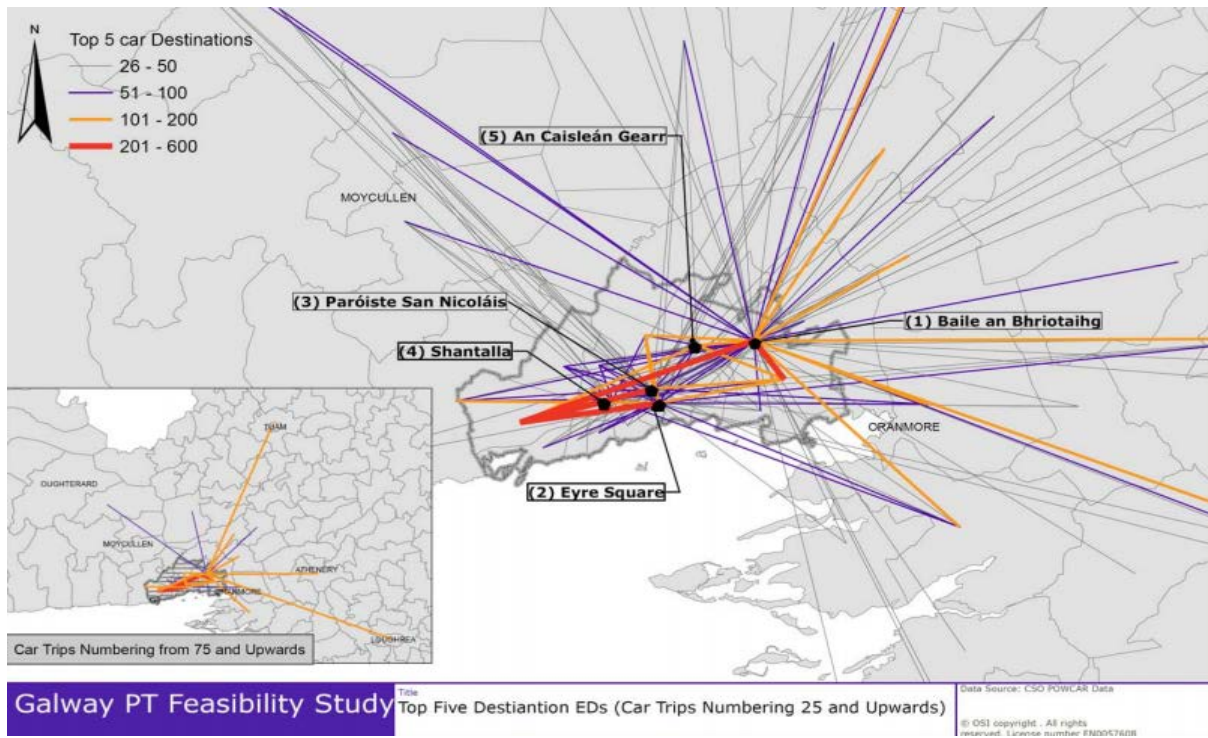 N
Top 5 car Destinations
26 - 50
51 - 100
101 - 200
201 - 600
(5) An Caisleán Gearr
MOYCULLEN
(3) Paróiste San Nicoláis
(1) Baile an Bhriotaihg
(4) Shantalla
ORANMORE
(2) Eyre Square
TUAM
OUGHTERARD
MOYCULLEN
ATHENERY
ORANMORE
LOUGHREA
Car Trips Numbering from 75 and Upwards
Galway PT Feasibility Study
Title
Top Five Destiantion EDs (Car Trips Numbering 25 and Upwards)
Data Source: CSO POWCAR Data
© OSI copyright . All rights
reserved. License number EN0057608